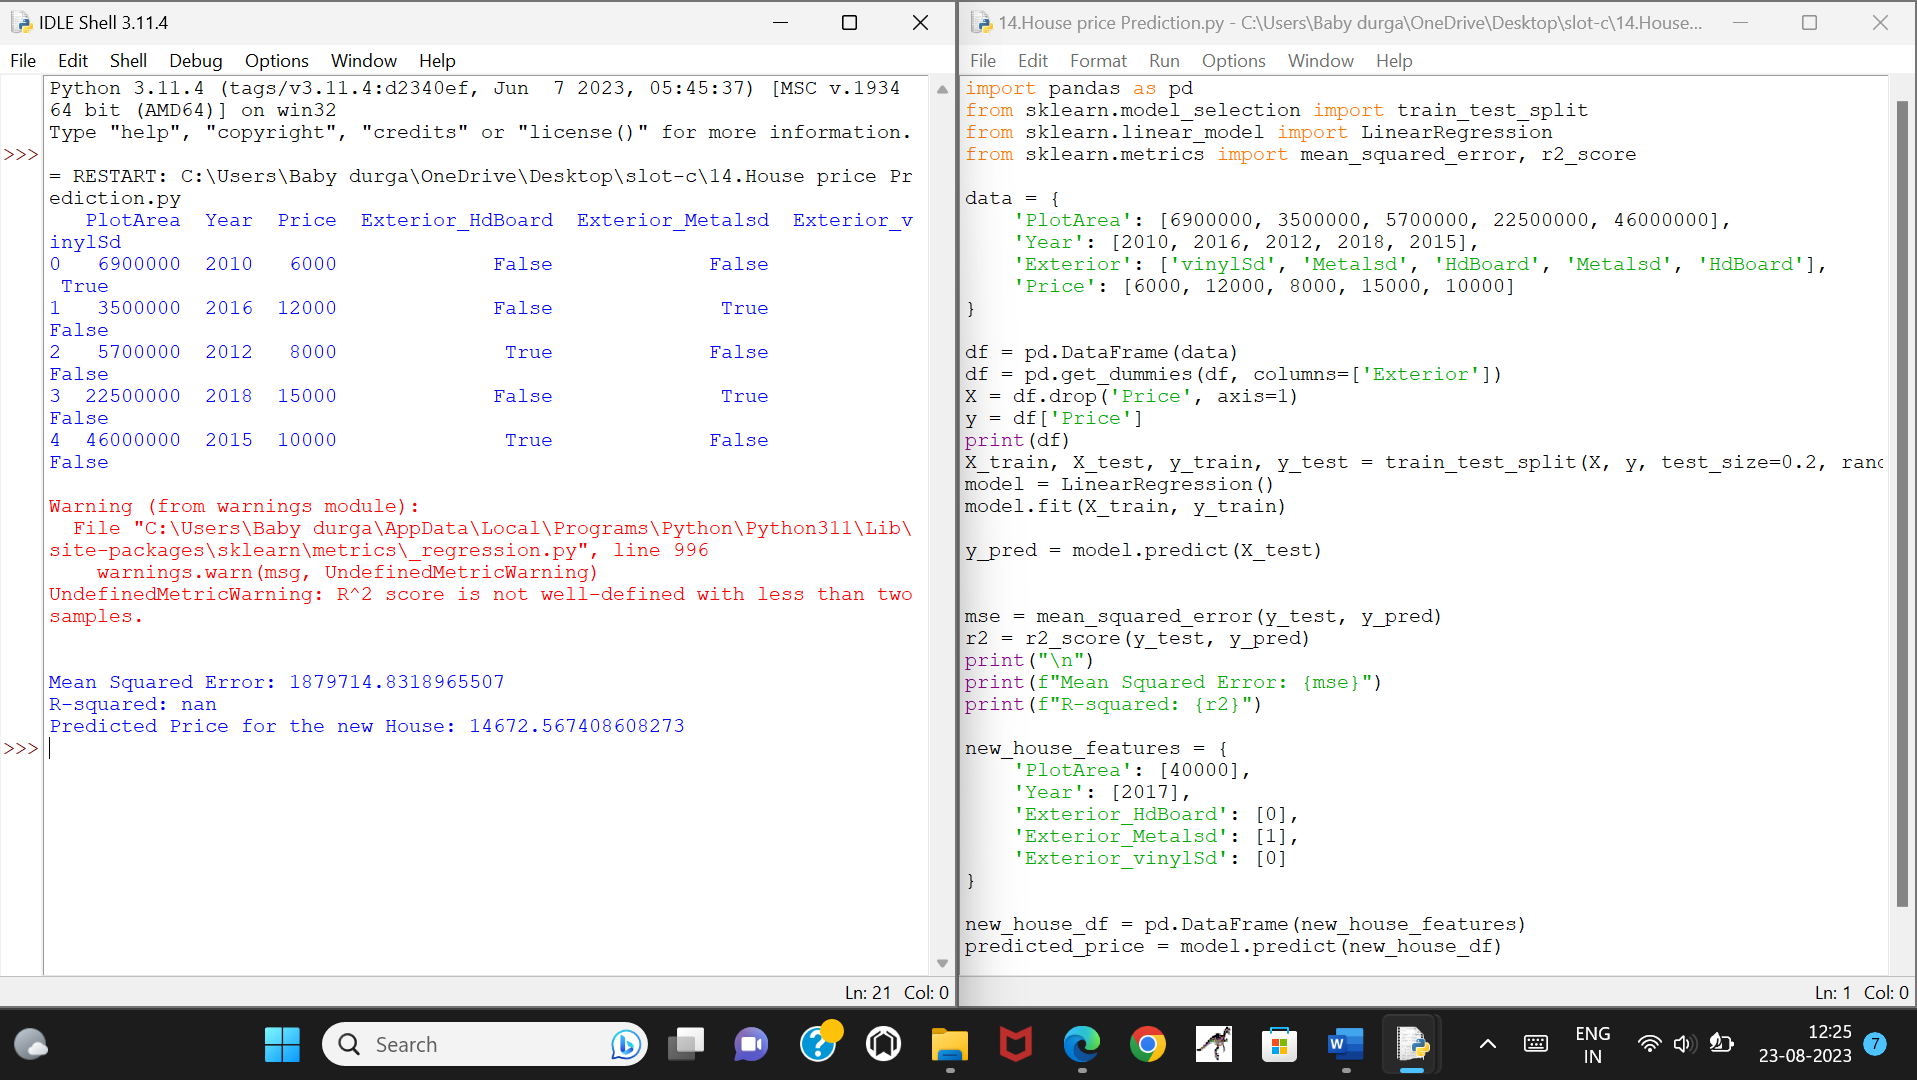 IDLE Shell 3.11.4
File Edit Shell Debug Options Window Help
Python 3.11.4 (tags/v3.11.4:d2340ef, Jun  7 2023, 05:45:37) [MSC v.1934
64 bit (AMD64)] on win32
Type "help", "copyright", "credits" or "license()" for more information.
>>>
= RESTART: C:\Users\Baby durga\OneDrive\Desktop\slot-c\14.House price Pr
ediction.py
   PlotArea  Year  Price  Exterior_HdBoard  Exterior_Metalsd  Exterior_v
inylSd
0   6900000  2010   6000             False             False
 True
1   3500000  2016  12000             False              True
False
2   5700000  2012   8000              True             False
False
3  22500000  2018  15000             False              True
False
4  46000000  2015  10000              True             False
False
Warning (from warnings module):
  File "C:\Users\Baby durga\AppData\Local\Programs\Python\Python311\Lib\
site-packages\sklearn\metrics\_regression.py", line 996
    warnings.warn(msg, UndefinedMetricWarning)
UndefinedMetricWarning: R^2 score is not well-defined with less than two
samples.
Mean Squared Error: 1879714.8318965507
R-squared: nan
Predicted Price for the new House: 14672.567408608273
>>>
Ln: 21 Col: 0
14.House price Prediction.py - C:\Users\Baby durga\OneDrive\Desktop\slot-c\14.House...
File Edit Format Run Options Window Help
import pandas as pd
from sklearn.model_selection import train_test_split
from sklearn.linear_model import LinearRegression
from sklearn.metrics import mean_squared_error, r2_score
data = {
    'PlotArea': [6900000, 3500000, 5700000, 22500000, 46000000],
    'Year': [2010, 2016, 2012, 2018, 2015],
    'Exterior': ['vinylSd', 'Metalsd', 'HdBoard', 'Metalsd', 'HdBoard'],
    'Price': [6000, 12000, 8000, 15000, 10000]
}
df = pd.DataFrame(data)
df = pd.get_dummies(df, columns=['Exterior'])
X = df.drop('Price', axis=1)
y = df['Price']
print(df)
X_train, X_test, y_train, y_test = train_test_split(X, y, test_size=0.2, ran
model = LinearRegression()
model.fit(X_train, y_train)
y_pred = model.predict(X_test)
mse = mean_squared_error(y_test, y_pred)
r2 = r2_score(y_test, y_pred)
print("\n")
print(f"Mean Squared Error: {mse}")
print(f"R-squared: {r2}")
new_house_features = {
    'PlotArea': [40000],
    'Year': [2017],
    'Exterior_HdBoard': [0],
    'Exterior_Metalsd': [1],
    'Exterior_vinylSd': [0]
}
new_house_df = pd.DataFrame(new_house_features)
predicted_price = model.predict(new_house_df)
Ln: 1 Col: 0
Search
ENG
IN
12:25
23-08-2023
7